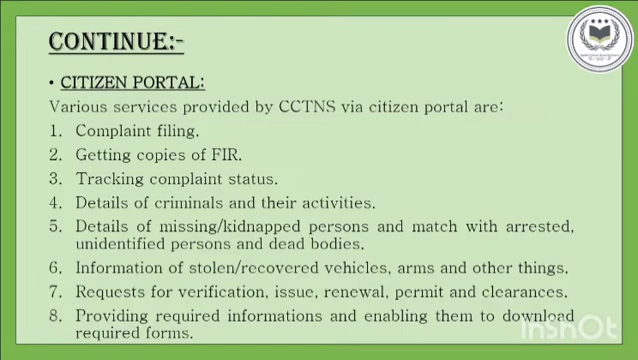 CONTINUE:-
• CITIZEN PORTAL:
Various services provided by CCTNS via citizen portal are:
1. Complaint filing.
2. Getting copies of FIR.
3. Tracking complaint status.
4. Details of criminals and their activities.
5. Details of missing/kidnapped persons and match with arrested,
unidentified persons and dead bodies.
6. Information of stolen/recovered vehicles, arms and other things.
7. Requests for verification, issue, renewal, permit and clearances.
8. Providing required informations and enabling them to download
required forms.
InShOt